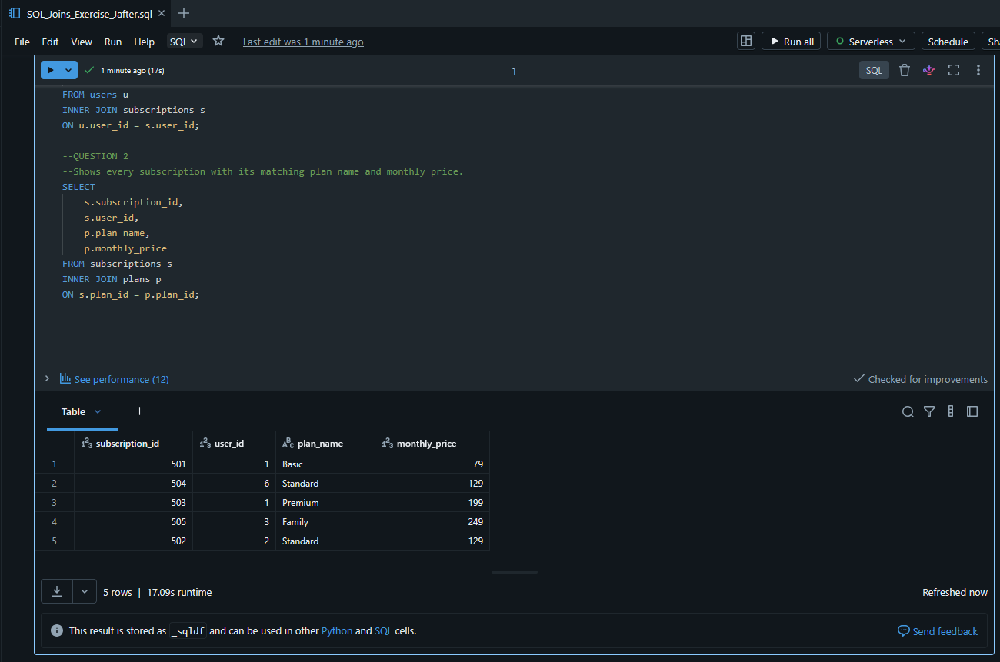 SQL_Joins_Exercise_Jafter.sql
File Edit View Run Help SQL Last edit was 1 minute ago Run all Serverless Schedule Sh
1 minute ago (17s) 1 SQL
FROM users u
INNER JOIN subscriptions s
ON u.user_id = s.user_id;
--QUESTION 2
--Shows every subscription with its matching plan name and monthly price.
SELECT
s.subscription_id,
s.user_id,
p.plan_name,
p.monthly_price
FROM subscriptions s
INNER JOIN plans p
ON s.plan_id = p.plan_id;
See performance (12) Checked for improvements
Table
subscription_id user_id plan_name monthly_price
1 501 1 Basic 79
2 504 6 Standard 129
3 503 1 Premium 199
4 505 3 Family 249
5 502 2 Standard 129
5 rows | 17.09s runtime Refreshed now
This result is stored as _sqldf and can be used in other Python and SQL cells. Send feedback